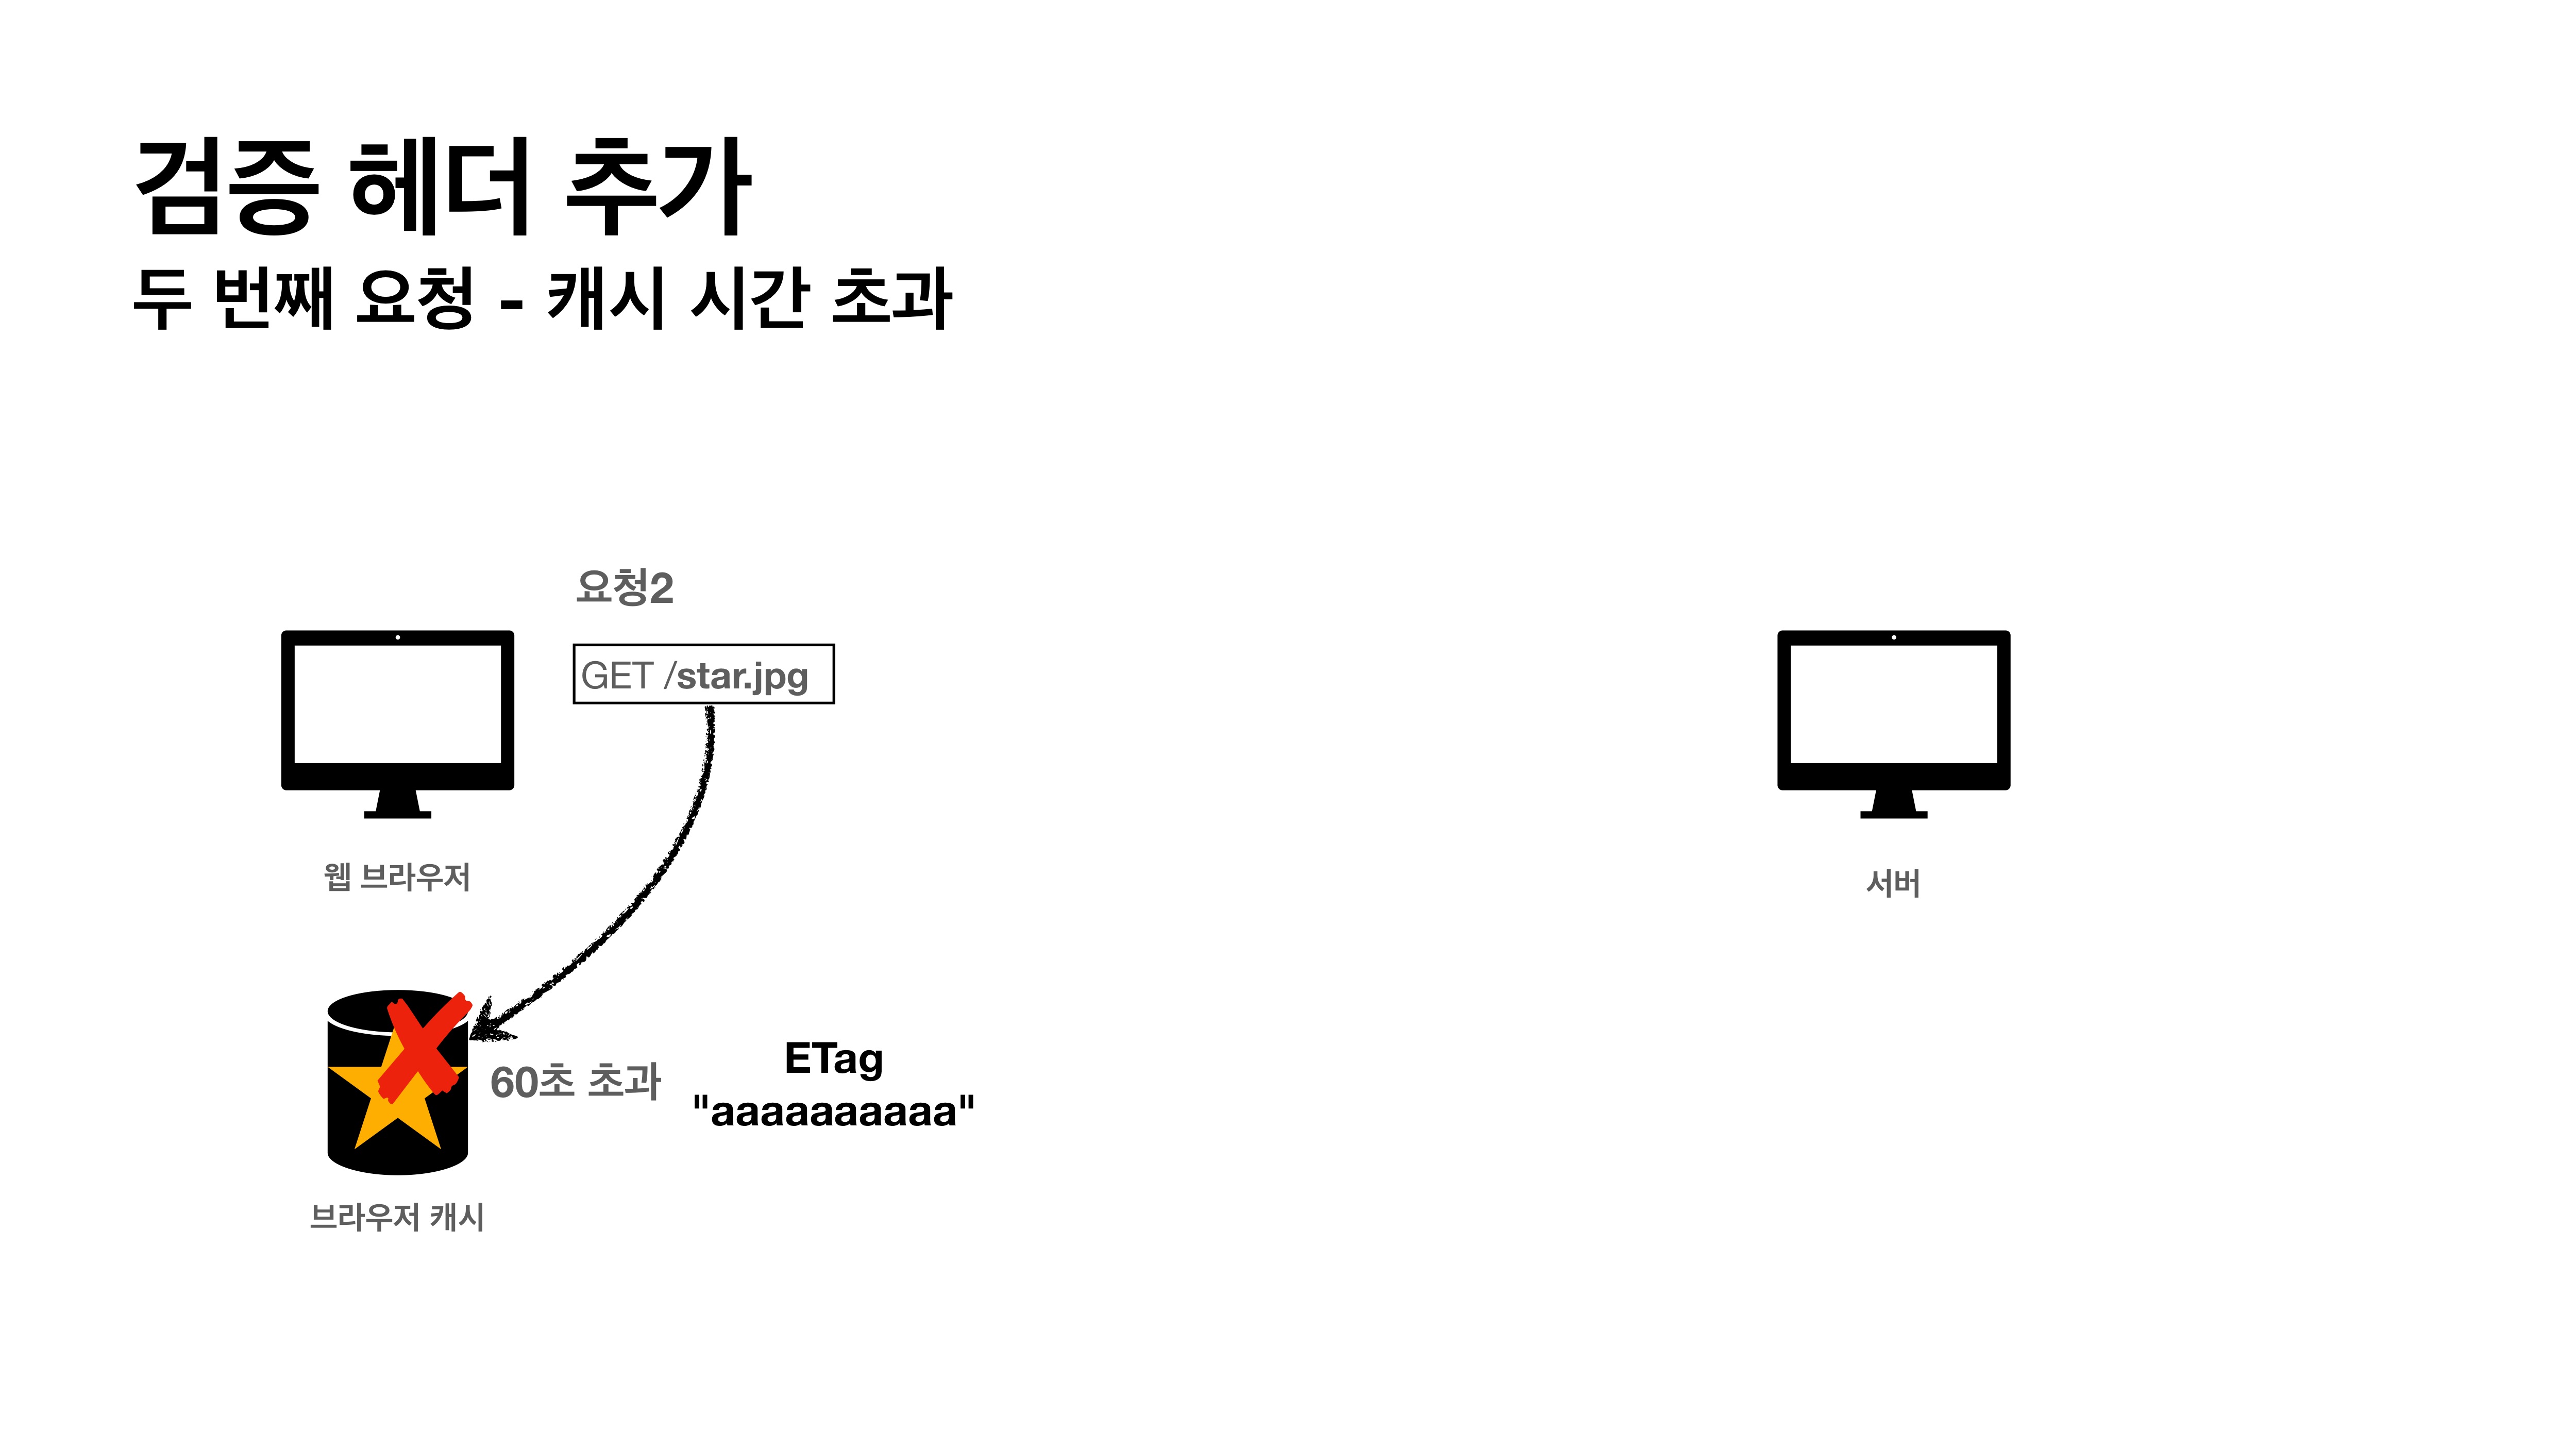 검증 헤더 추가
두 번째 요청 - 캐시 시간 초과
요청2
GET /star.jpg
웹 브라우저
서버
60초 초과
ETag
"aaaaaaaaaa"
브라우저 캐시